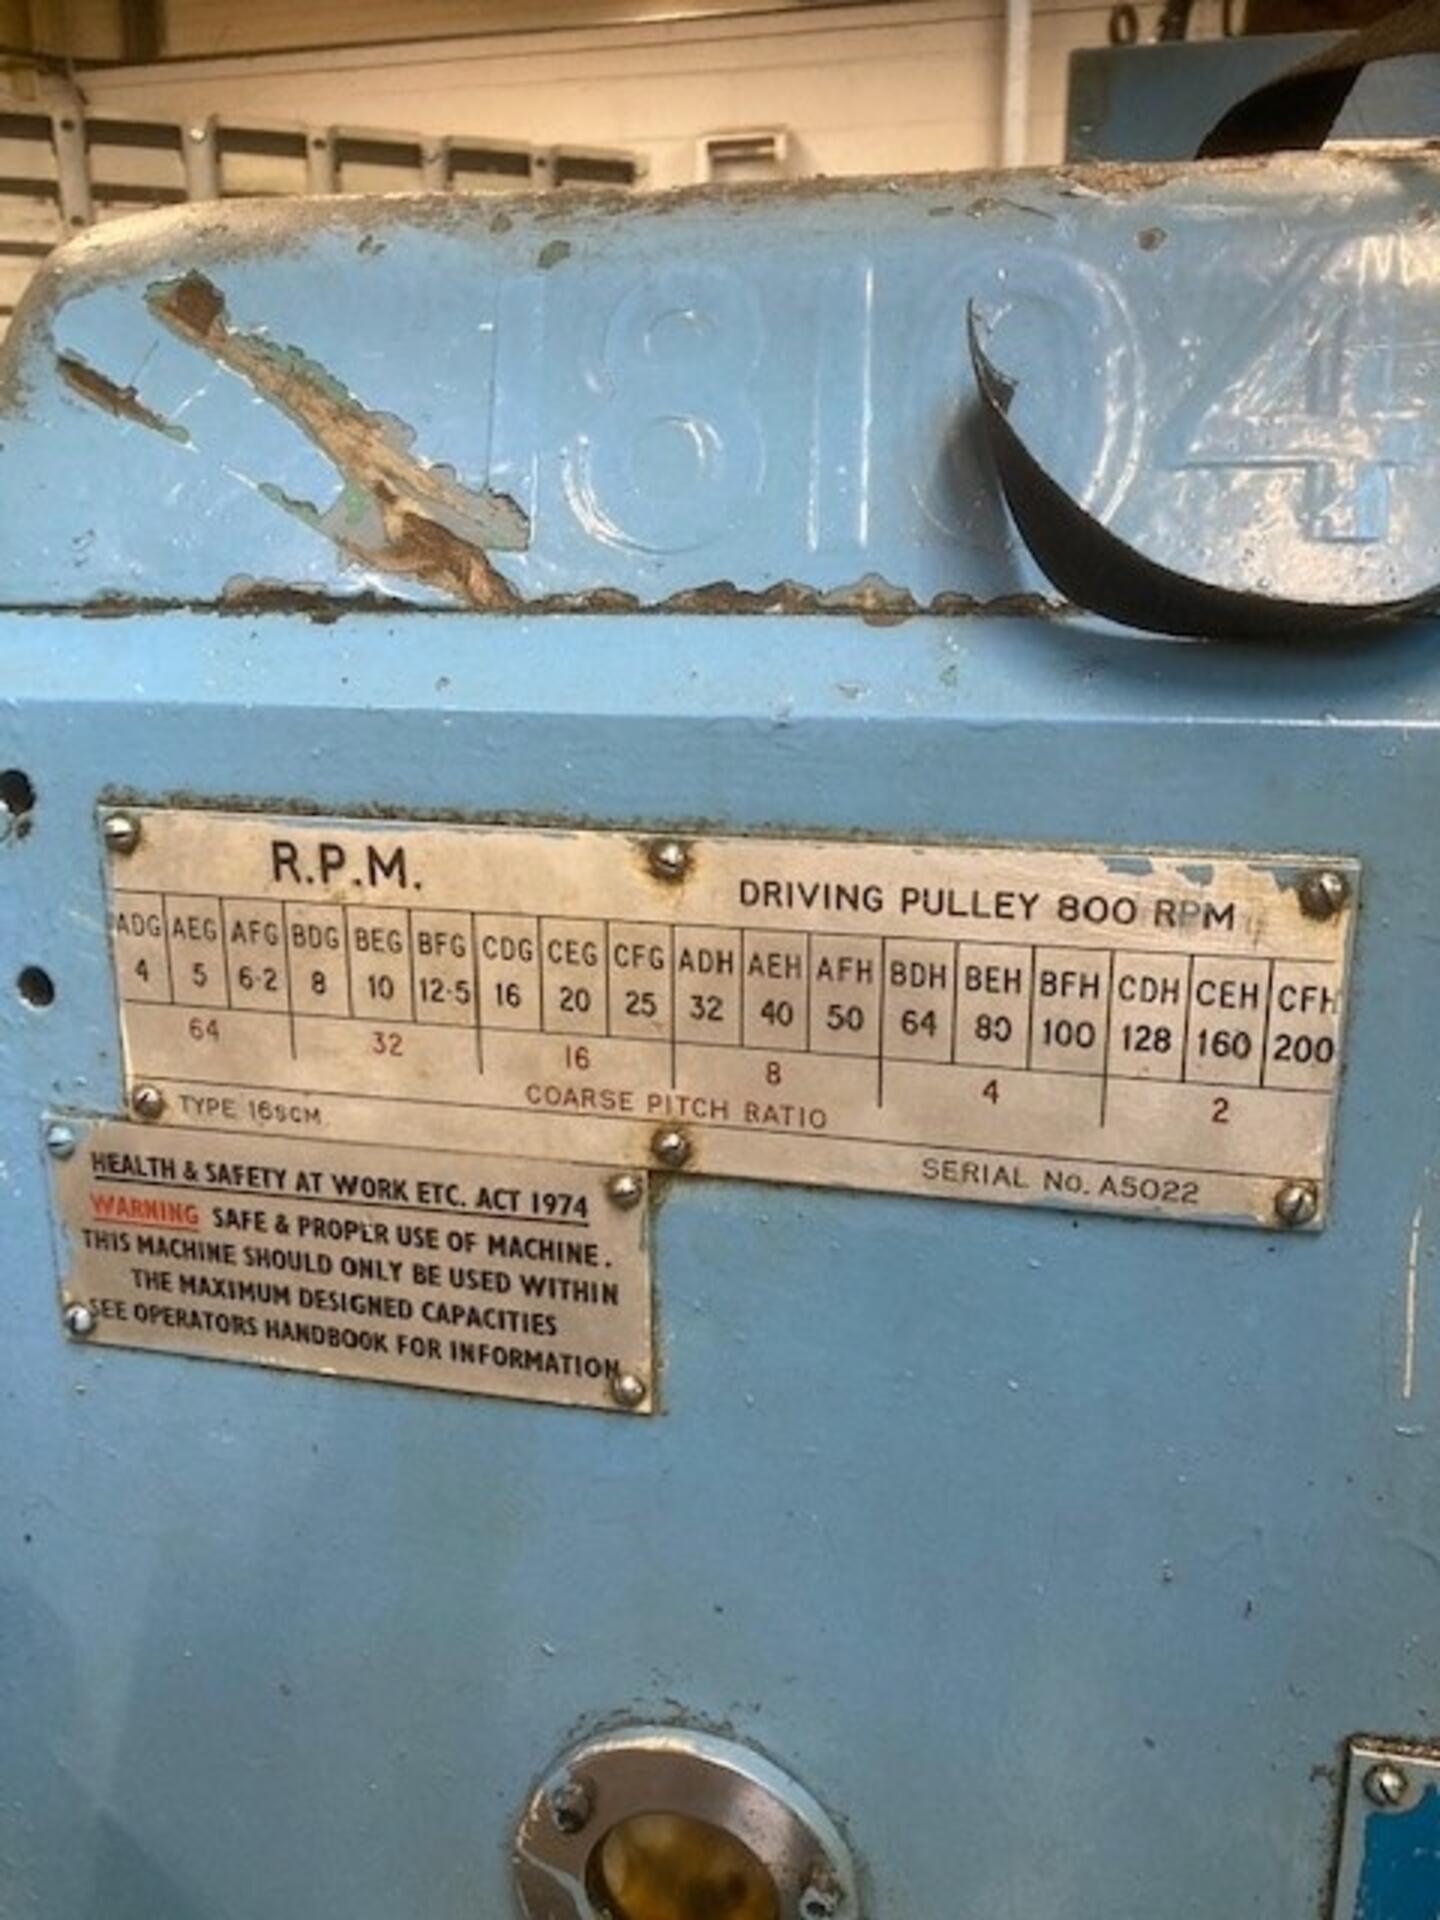 18104
R.P.M.
DRIVING PULLEY 800 RPM
ADG AEG AFG BDG BEG BFG CDG CEG CFG ADH AEH AFH BDH BEH BFH CDH CEH CFH
4 5 6·2 8 10 12·5 16 20 25 32 40 50 64 80 100 128 160 200
64 32 16 8 4 2
COARSE PITCH RATIO
TYPE 16SCM
SERIAL No. A5022
HEALTH & SAFETY AT WORK ETC. ACT 1974
WARNING SAFE & PROPER USE OF MACHINE.
THIS MACHINE SHOULD ONLY BE USED WITHIN
THE MAXIMUM DESIGNED CAPACITIES
SEE OPERATORS HANDBOOK FOR INFORMATION